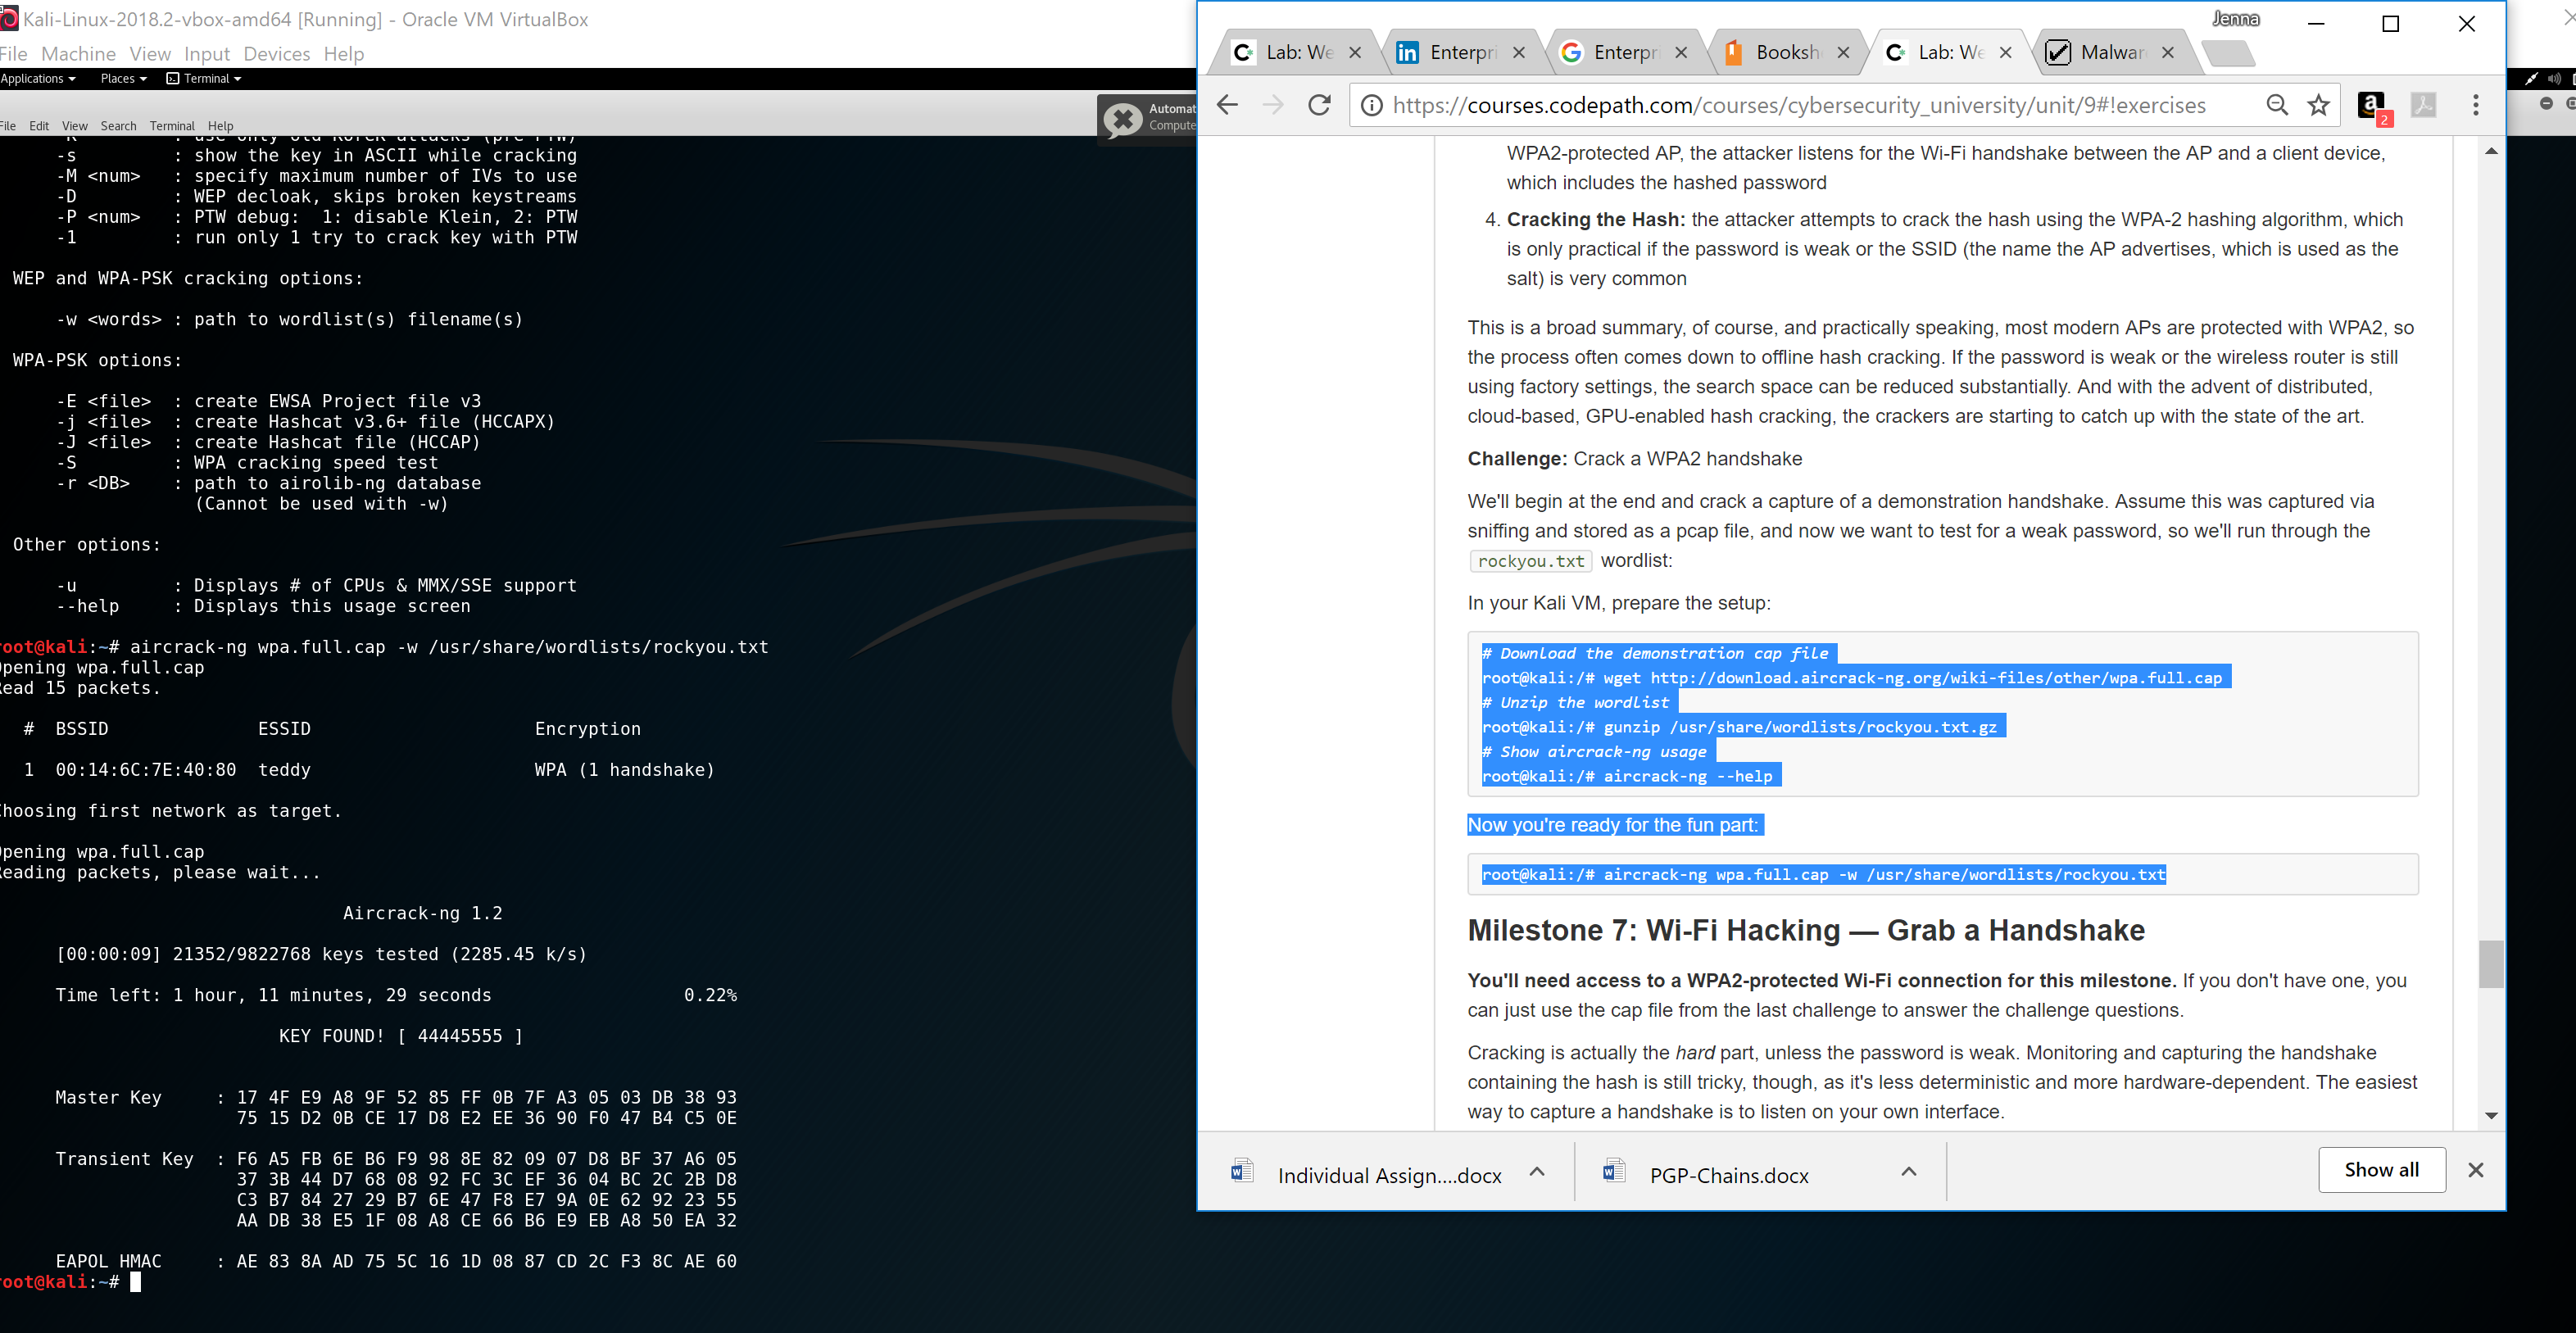 Kali-Linux-2018.2-vbox-amd64 [Running] - Oracle VM VirtualBox
File Machine View Input Devices Help
Applications Places Terminal
File Edit View Search Terminal Help
Automat
Compute
-s : show the key in ASCII while cracking
-M <num> : specify maximum number of IVs to use
-D : WEP decloak, skips broken keystreams
-P <num> : PTW debug: 1: disable Klein, 2: PTW
-1 : run only 1 try to crack key with PTW
WEP and WPA-PSK cracking options:
-w <words> : path to wordlist(s) filename(s)
WPA-PSK options:
-E <file> : create EWSA Project file v3
-j <file> : create Hashcat v3.6+ file (HCCAPX)
-J <file> : create Hashcat file (HCCAP)
-S : WPA cracking speed test
-r <DB> : path to airolib-ng database
(Cannot be used with -w)
Other options:
-u : Displays # of CPUs & MMX/SSE support
--help : Displays this usage screen
root@kali:~# aircrack-ng wpa.full.cap -w /usr/share/wordlists/rockyou.txt
Opening wpa.full.cap
Read 15 packets.
# BSSID ESSID Encryption
1 00:14:6C:7E:40:80 teddy WPA (1 handshake)
Choosing first network as target.
Opening wpa.full.cap
Reading packets, please wait...
Aircrack-ng 1.2
[00:00:09] 21352/9822768 keys tested (2285.45 k/s)
Time left: 1 hour, 11 minutes, 29 seconds 0.22%
KEY FOUND! [ 44445555 ]
Master Key : 17 4F E9 A8 9F 52 85 FF 0B 7F A3 05 03 DB 38 93
75 15 D2 0B CE 17 D8 E2 EE 36 90 F0 47 B4 C5 0E
Transient Key : F6 A5 FB 6E B6 F9 98 8E 82 09 07 D8 BF 37 A6 05
37 3B 44 D7 68 08 92 FC 3C EF 36 04 BC 2C 2B D8
C3 B7 84 27 29 B7 6E 47 F8 E7 9A 0E 62 92 23 55
AA DB 38 E5 1F 08 A8 CE 66 B6 E9 EB A8 50 EA 32
EAPOL HMAC : AE 83 8A AD 75 5C 16 1D 08 87 CD 2C F3 8C AE 60
root@kali:~#
Jenna
Lab: We Enterpri Enterpri Booksh Lab: We Malwar
https://courses.codepath.com/courses/cybersecurity_university/unit/9#!exercises
2
WPA2-protected AP, the attacker listens for the Wi-Fi handshake between the AP and a client device,
which includes the hashed password
4. Cracking the Hash: the attacker attempts to crack the hash using the WPA-2 hashing algorithm, which
is only practical if the password is weak or the SSID (the name the AP advertises, which is used as the
salt) is very common
This is a broad summary, of course, and practically speaking, most modern APs are protected with WPA2, so
the process often comes down to offline hash cracking. If the password is weak or the wireless router is still
using factory settings, the search space can be reduced substantially. And with the advent of distributed,
cloud-based, GPU-enabled hash cracking, the crackers are starting to catch up with the state of the art.
Challenge: Crack a WPA2 handshake
We'll begin at the end and crack a capture of a demonstration handshake. Assume this was captured via
sniffing and stored as a pcap file, and now we want to test for a weak password, so we'll run through the
rockyou.txt wordlist:
In your Kali VM, prepare the setup:
# Download the demonstration cap file
root@kali:/# wget http://download.aircrack-ng.org/wiki-files/other/wpa.full.cap
# Unzip the wordlist
root@kali:/# gunzip /usr/share/wordlists/rockyou.txt.gz
# Show aircrack-ng usage
root@kali:/# aircrack-ng --help
Now you're ready for the fun part:
root@kali:/# aircrack-ng wpa.full.cap -w /usr/share/wordlists/rockyou.txt
Milestone 7: Wi-Fi Hacking — Grab a Handshake
You'll need access to a WPA2-protected Wi-Fi connection for this milestone. If you don't have one, you
can just use the cap file from the last challenge to answer the challenge questions.
Cracking is actually the hard part, unless the password is weak. Monitoring and capturing the handshake
containing the hash is still tricky, though, as it's less deterministic and more hardware-dependent. The easiest
way to capture a handshake is to listen on your own interface.
Individual Assign....docx PGP-Chains.docx Show all